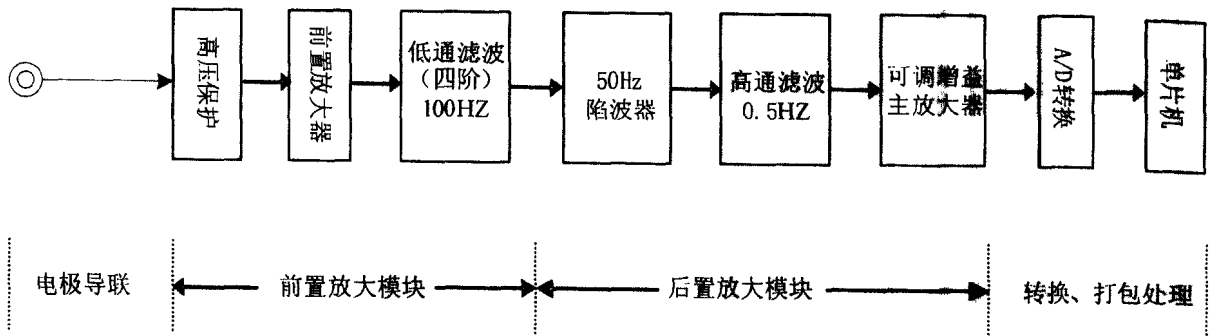 高压保护
前置放大器
低通滤波
（四阶）
100HZ
50Hz
陷波器
高通滤波
0.5HZ
可调增益
主放大器
A/D转换
单片机
电极导联
前置放大模块
后置放大模块
转换、打包处理